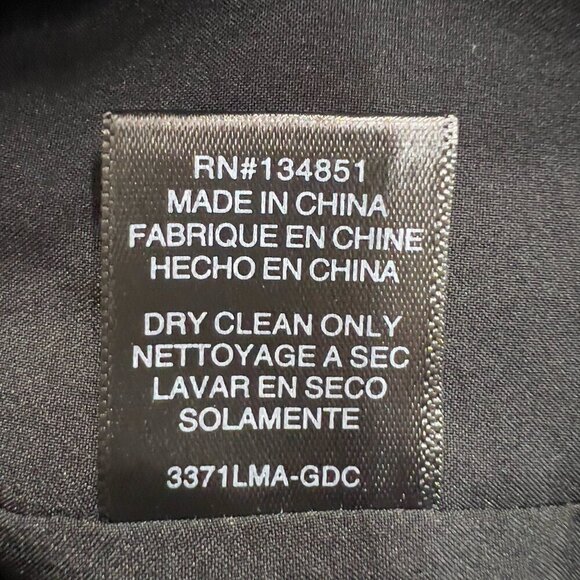 RN#134851
MADE IN CHINA
FABRIQUE EN CHINE
HECHO EN CHINA
DRY CLEAN ONLY
NETTOYAGE A SEC
LAVAR EN SECO
SOLAMENTE
3371LMA-GDC